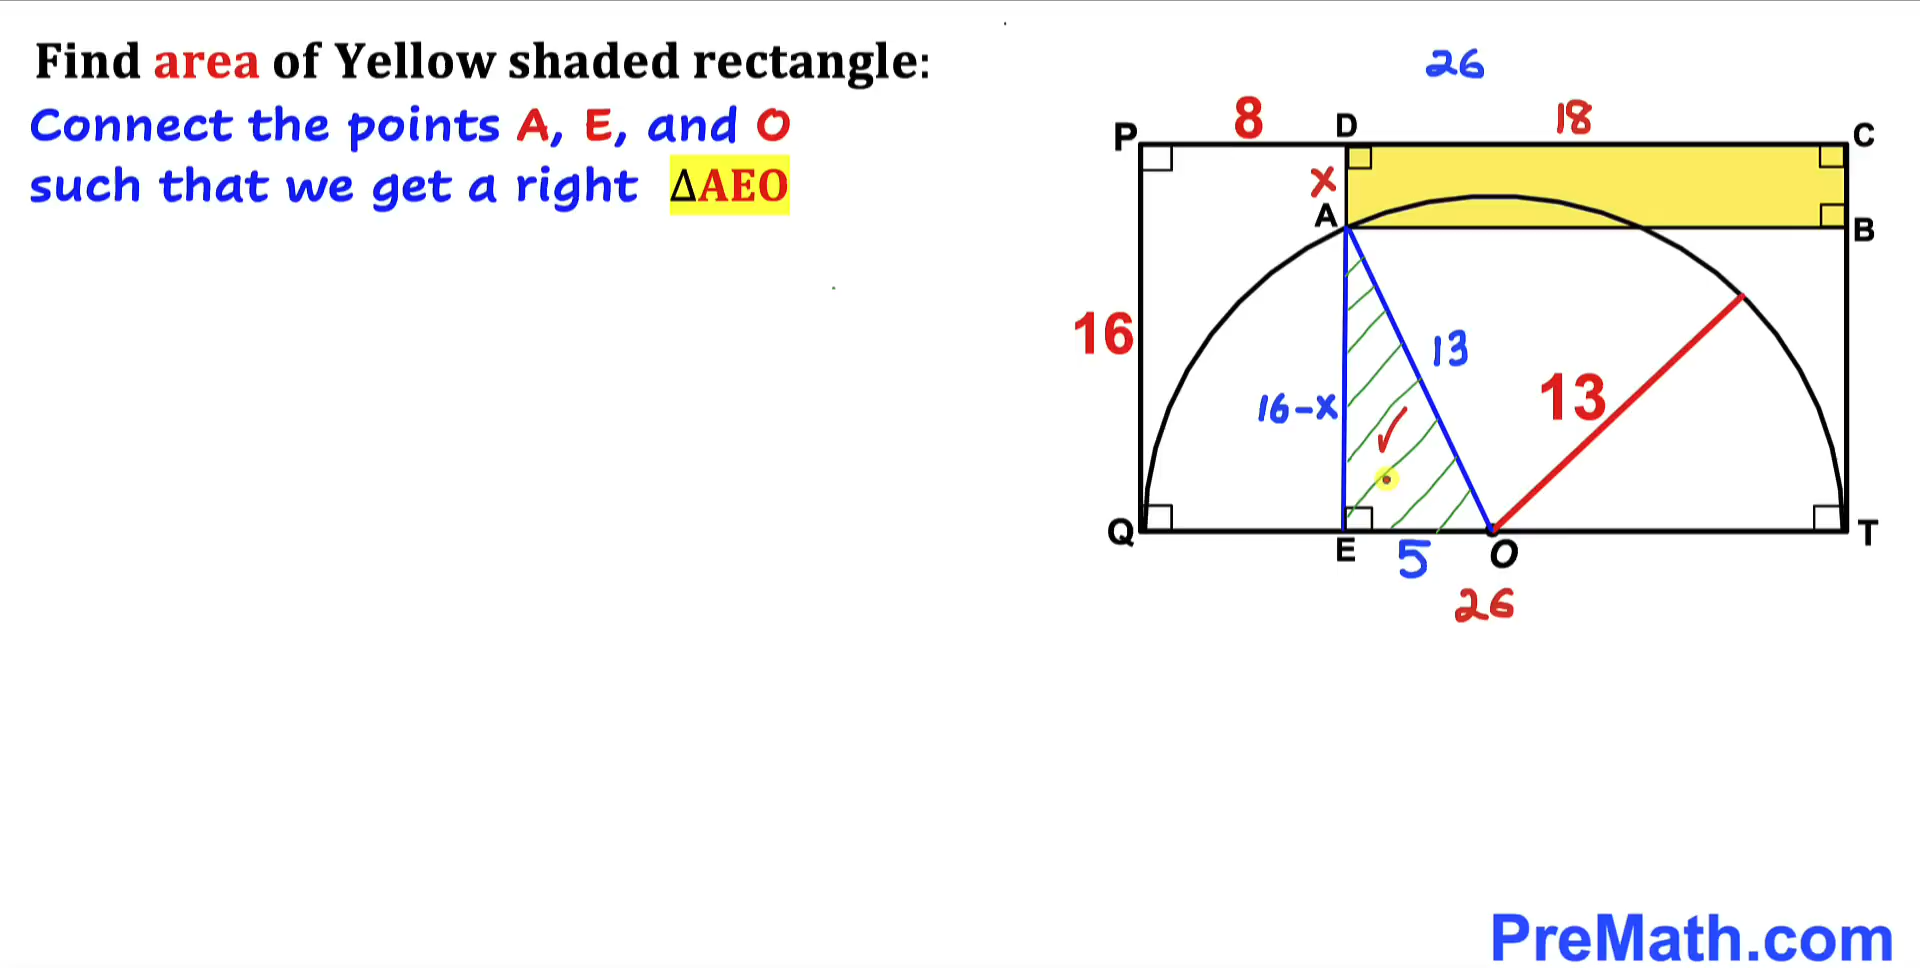 Find area of Yellow shaded rectangle:
Connect the points A, E, and O
such that we get a right ΔAEO
26
8
18
P
D
C
x
A
B
16
13
13
16-x
Q
E
5
O
T
26
PreMath.com